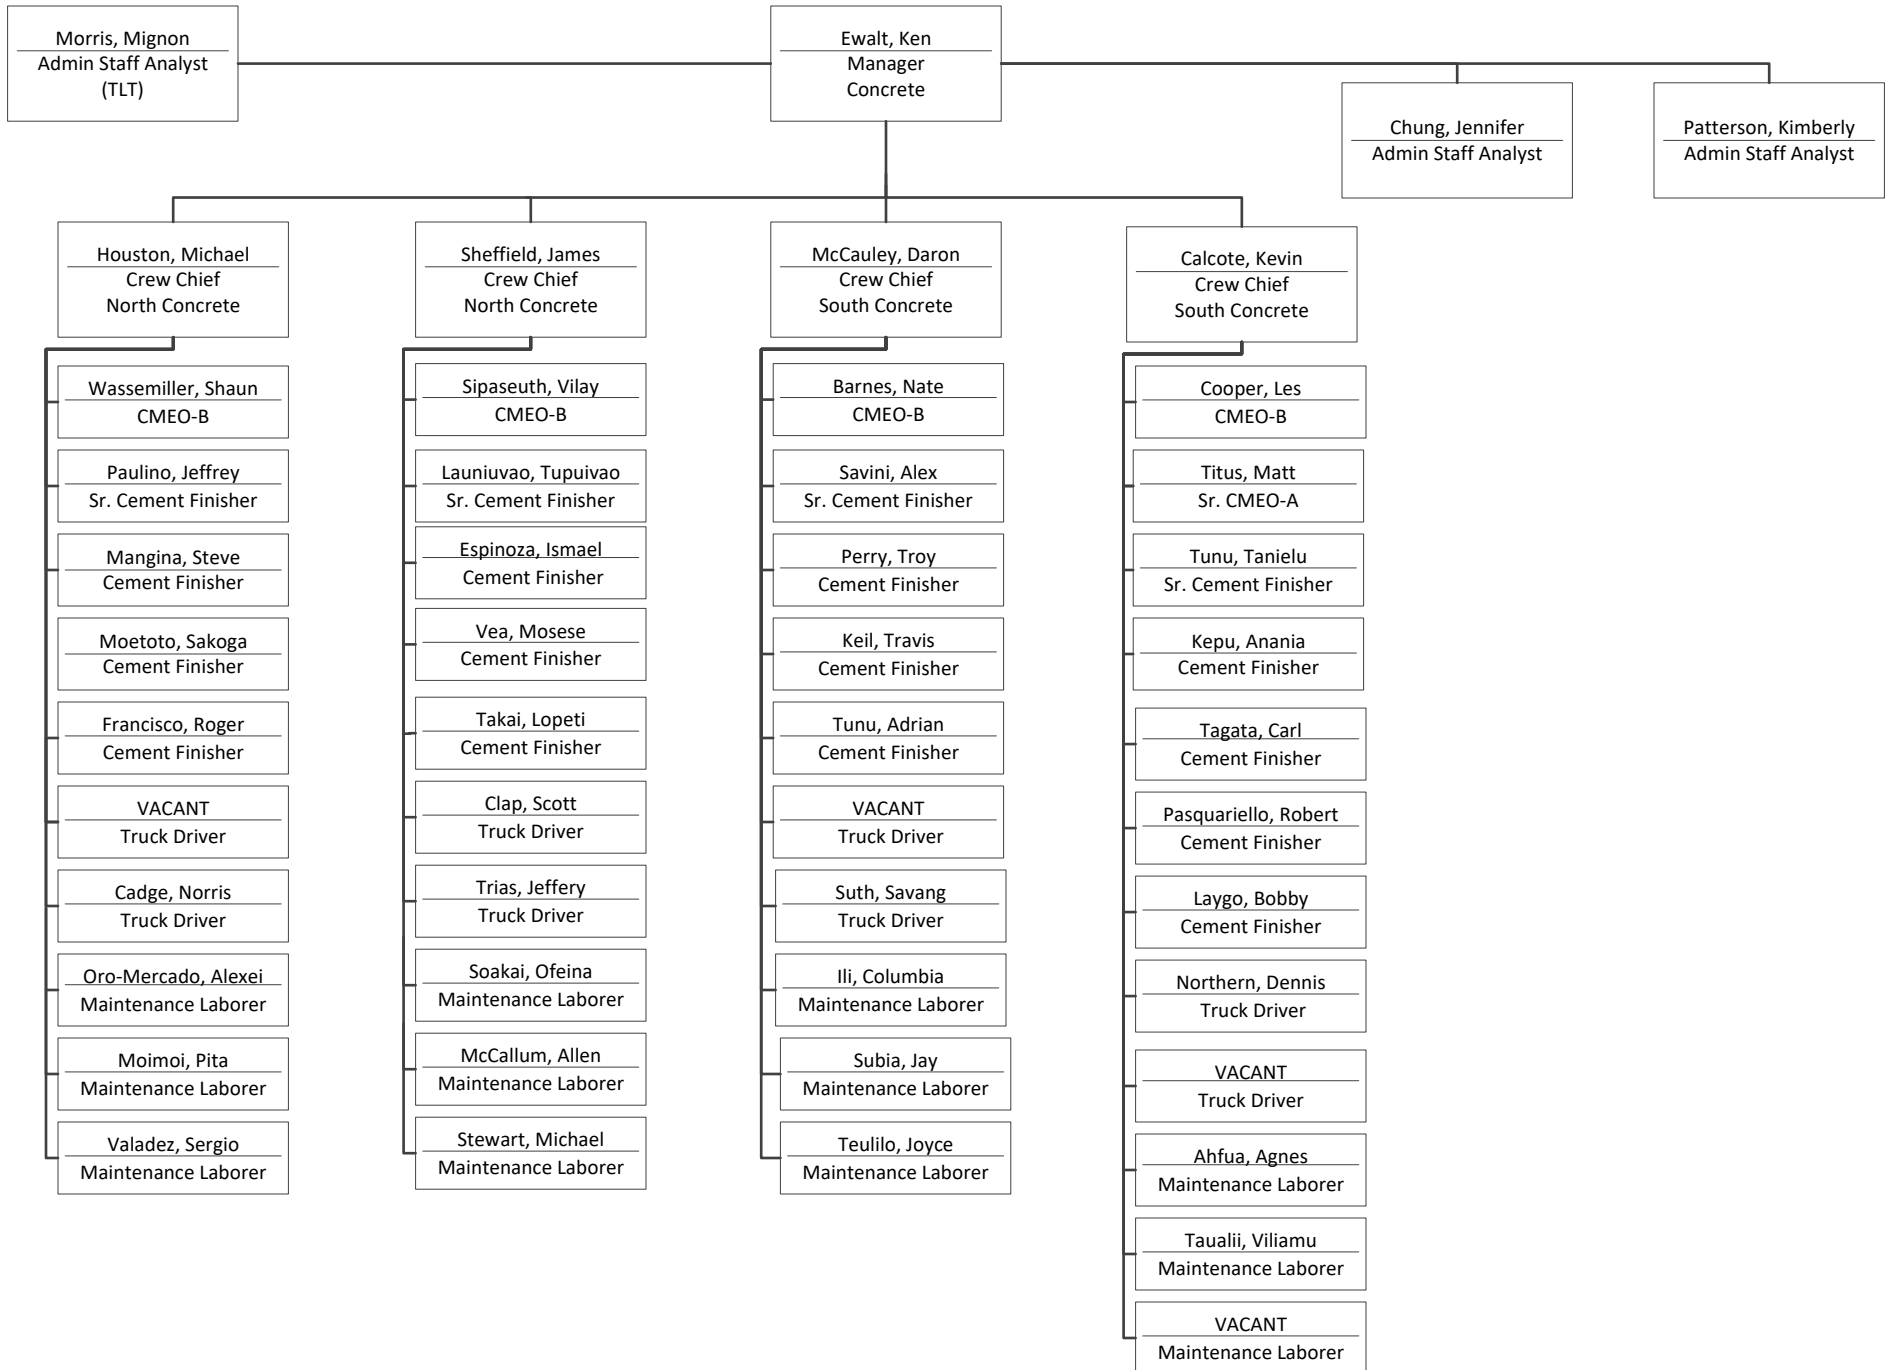 Morris, Mignon
Admin Staff Analyst
(TLT)
Ewalt, Ken
Manager
Concrete
Chung, Jennifer
Admin Staff Analyst
Patterson, Kimberly
Admin Staff Analyst
Houston, Michael
Crew Chief
North Concrete
Wassemiller, Shaun
CMEO-B
Paulino, Jeffrey
Sr. Cement Finisher
Mangina, Steve
Cement Finisher
Moetoto, Sakoga
Cement Finisher
Francisco, Roger
Cement Finisher
VACANT
Truck Driver
Cadge, Norris
Truck Driver
Oro-Mercado, Alexei
Maintenance Laborer
Moimoi, Pita
Maintenance Laborer
Valadez, Sergio
Maintenance Laborer
Sheffield, James
Crew Chief
North Concrete
Sipaseuth, Vilay
CMEO-B
Launiuvao, Tupuivao
Sr. Cement Finisher
Espinoza, Ismael
Cement Finisher
Vea, Mosese
Cement Finisher
Takai, Lopeti
Cement Finisher
Clap, Scott
Truck Driver
Trias, Jeffery
Truck Driver
Soakai, Ofeina
Maintenance Laborer
McCallum, Allen
Maintenance Laborer
Stewart, Michael
Maintenance Laborer
McCauley, Daron
Crew Chief
South Concrete
Barnes, Nate
CMEO-B
Savini, Alex
Sr. Cement Finisher
Perry, Troy
Cement Finisher
Keil, Travis
Cement Finisher
Tunu, Adrian
Cement Finisher
VACANT
Truck Driver
Suth, Savang
Truck Driver
Ili, Columbia
Maintenance Laborer
Subia, Jay
Maintenance Laborer
Teulilo, Joyce
Maintenance Laborer
Calcote, Kevin
Crew Chief
South Concrete
Cooper, Les
CMEO-B
Titus, Matt
Sr. CMEO-A
Tunu, Tanielu
Sr. Cement Finisher
Kepu, Anania
Cement Finisher
Tagata, Carl
Cement Finisher
Pasquariello, Robert
Cement Finisher
Laygo, Bobby
Cement Finisher
Northern, Dennis
Truck Driver
VACANT
Truck Driver
Ahfua, Agnes
Maintenance Laborer
Taualii, Viliamu
Maintenance Laborer
VACANT
Maintenance Laborer